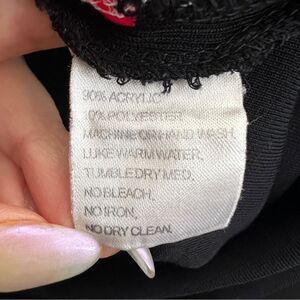 90% ACRYLIC
10% POLYESTER
MACHINE OR HAND WASH.
LUKE WARM WATER.
TUMBLE DRY MED.
NO BLEACH.
NO IRON.
NO DRY CLEAN.